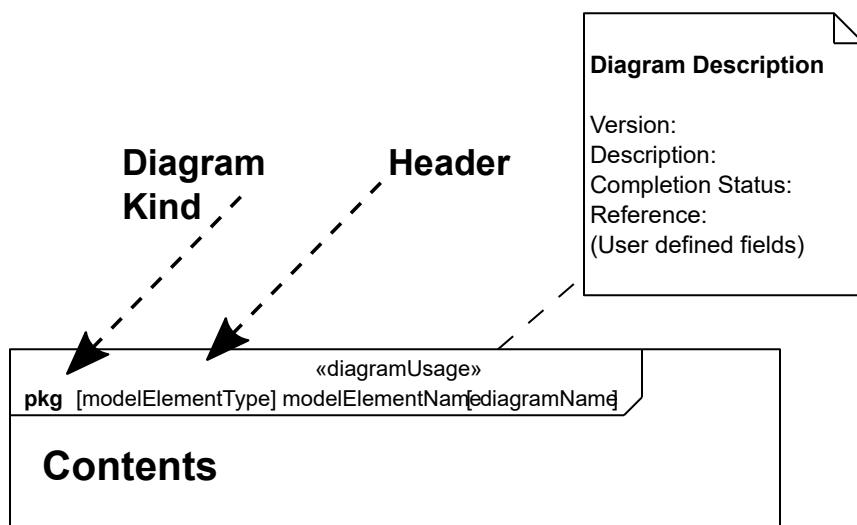 Diagram Description
Version:
Description:
Completion Status:
Reference:
(User defined fields)
Diagram
Kind
Header
«diagramUsage»
pkg [modelElementType] modelElementName [diagramName]
Contents